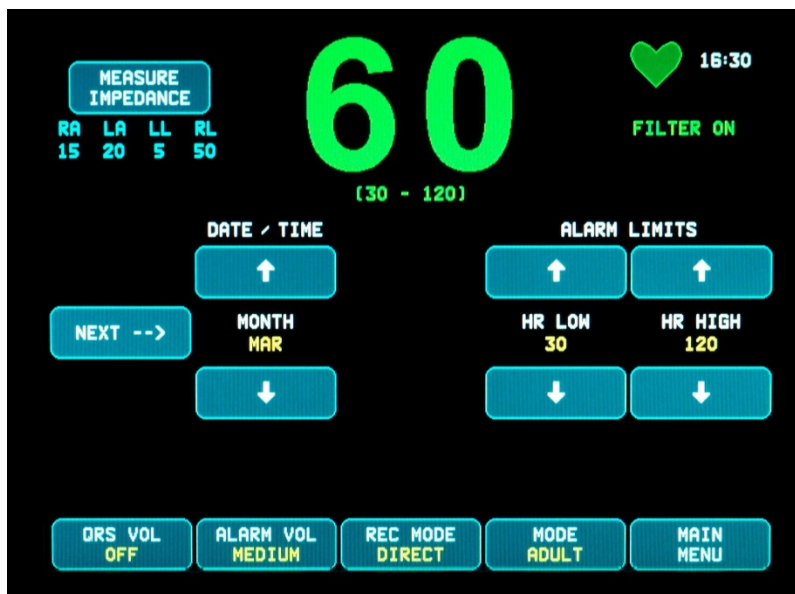 MEASURE
IMPEDANCE
RA LA LL RL
15 20 5 50
60
(30 - 120)
16:30
FILTER ON
DATE / TIME
ALARM LIMITS
NEXT -->
MONTH
MAR
HR LOW
30
HR HIGH
120
QRS VOL
OFF
ALARM VOL
MEDIUM
REC MODE
DIRECT
MODE
ADULT
MAIN
MENU